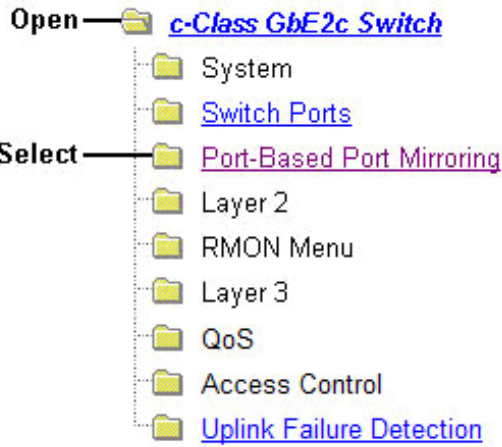 Open c-Class GbE2c Switch
System
Switch Ports
Select Port-Based Port Mirroring
Layer 2
RMON Menu
Layer 3
QoS
Access Control
Uplink Failure Detection